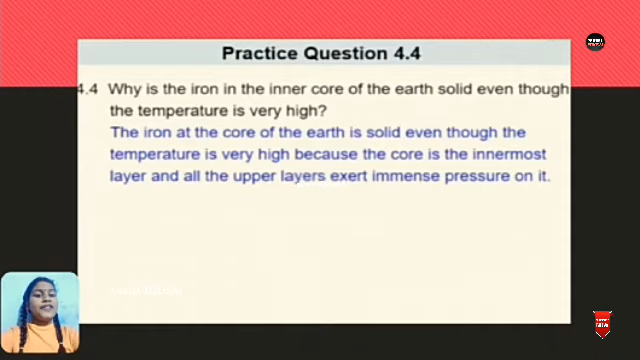 Practice Question 4.4
4.4 Why is the iron in the inner core of the earth solid even though
the temperature is very high?
The iron at the core of the earth is solid even though the
temperature is very high because the core is the innermost
layer and all the upper layers exert immense pressure on it.